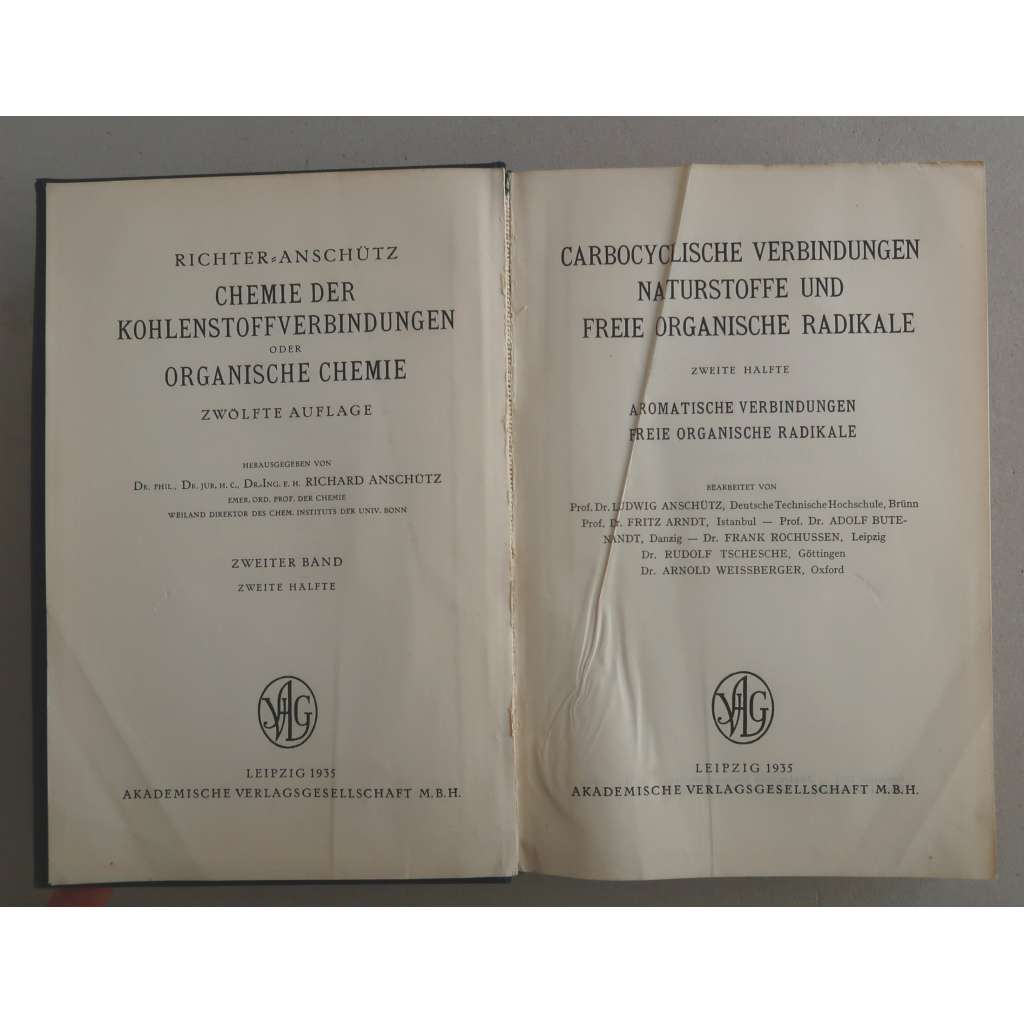 RICHTER-ANSCHÜTZ
CHEMIE DER
KOHLENSTOFFVERBINDUNGEN
ODER
ORGANISCHE CHEMIE
ZWÖLFTE AUFLAGE
HERAUSGEGEBEN VON
DR. PHIL., DR. JUR. H. C., DR.-ING. E. H. RICHARD ANSCHÜTZ
EMER. ORD. PROF. DER CHEMIE
WEILAND DIREKTOR DES CHEM. INSTITUTS DER UNIV. BONN
ZWEITER BAND
ZWEITE HÄLFTE
VAG
LEIPZIG 1935
AKADEMISCHE VERLAGSGESELLSCHAFT M.B.H.
CARBOCYCLISCHE VERBINDUNGEN
NATURSTOFFE UND
FREIE ORGANISCHE RADIKALE
ZWEITE HÄLFTE
AROMATISCHE VERBINDUNGEN
FREIE ORGANISCHE RADIKALE
BEARBEITET VON
Prof. Dr. LUDWIG ANSCHÜTZ, Deutsche Technische Hochschule, Brünn
Prof. Dr. FRITZ ARNDT, Istanbul — Prof. Dr. ADOLF BUTE-
NANDT, Danzig — Dr. FRANK ROCHUSSEN, Leipzig
Dr. RUDOLF TSCHESCHE, Göttingen
Dr. ARNOLD WEISSBERGER, Oxford
VAG
LEIPZIG 1935
AKADEMISCHE VERLAGSGESELLSCHAFT M.B.H.